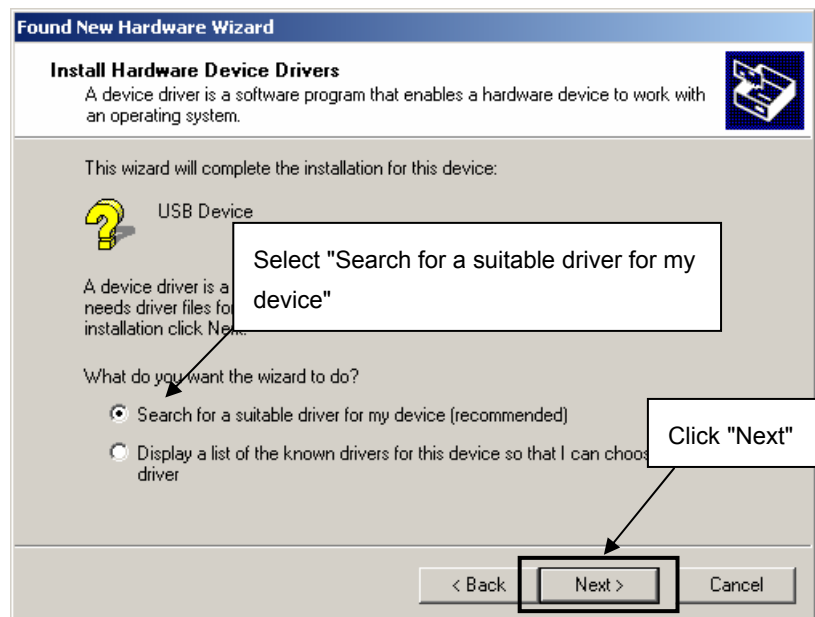 Found New Hardware Wizard
Install Hardware Device Drivers
A device driver is a software program that enables a hardware device to work with
an operating system.
This wizard will complete the installation for this device:
USB Device
Select "Search for a suitable driver for my
device"
A device driver is a
needs driver files for
installation click Next.
What do you want the wizard to do?
Search for a suitable driver for my device (recommended)
Click "Next"
Display a list of the known drivers for this device so that I can
driver
< Back
Next >
Cancel